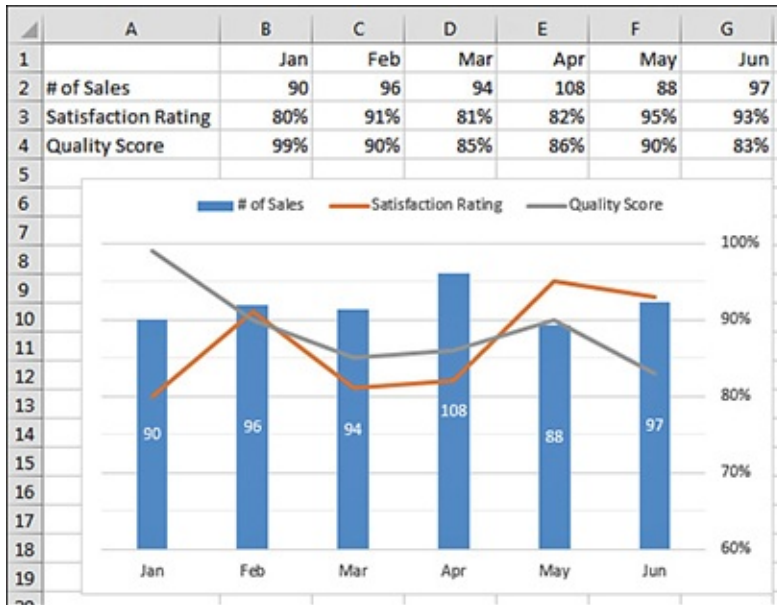 A B C D E F G
1 Jan Feb Mar Apr May Jun
2 # of Sales 90 96 94 108 88 97
3 Satisfaction Rating 80% 91% 81% 82% 95% 93%
4 Quality Score 99% 90% 85% 86% 90% 83%
5
6 # of Sales Satisfaction Rating Quality Score
7
8 100%
9
10 90%
11
12 80%
13 90 96 94 108 88 97
14
15 70%
16
17
18 60%
19 Jan Feb Mar Apr May Jun
20